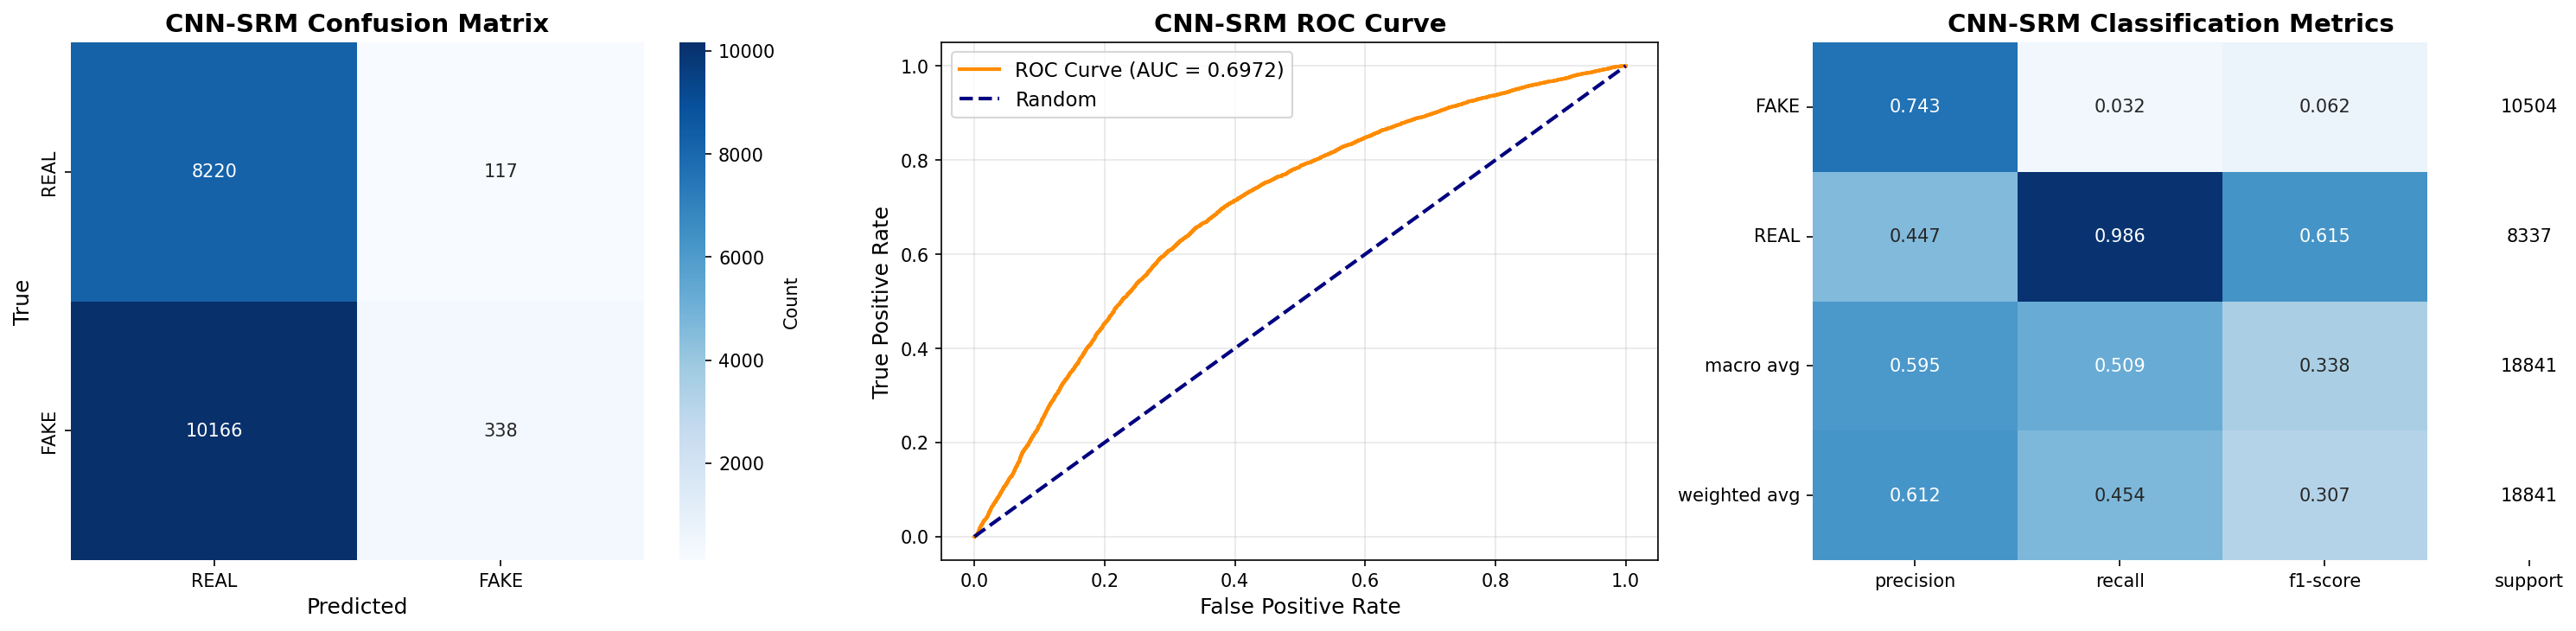 CNN-SRM Confusion Matrix
True
REAL
FAKE
8220
117
10166
338
REAL
FAKE
Predicted
10000
8000
6000
4000
2000
Count
CNN-SRM ROC Curve
ROC Curve (AUC = 0.6972)
Random
True Positive Rate
1.0
0.8
0.6
0.4
0.2
0.0
0.0
0.2
0.4
0.6
0.8
1.0
False Positive Rate
CNN-SRM Classification Metrics
FAKE 0.743 0.032 0.062 10504
REAL 0.447 0.986 0.615 8337
macro avg 0.595 0.509 0.338 18841
weighted avg 0.612 0.454 0.307 18841
precision recall f1-score support